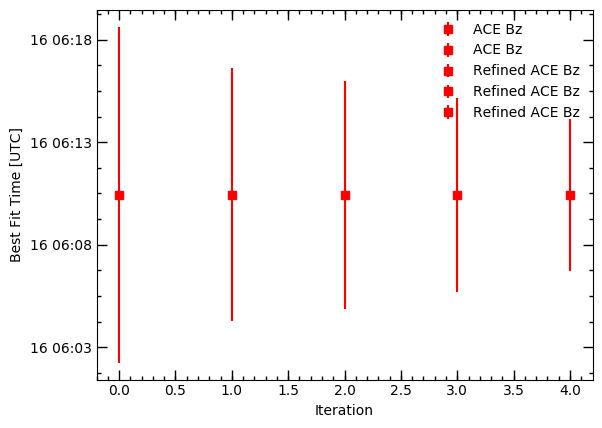 ACE Bz
ACE Bz
Refined ACE Bz
Refined ACE Bz
Refined ACE Bz
Best Fit Time [UTC]
16 06:18
16 06:13
16 06:08
16 06:03
0.0 0.5 1.0 1.5 2.0 2.5 3.0 3.5 4.0
Iteration